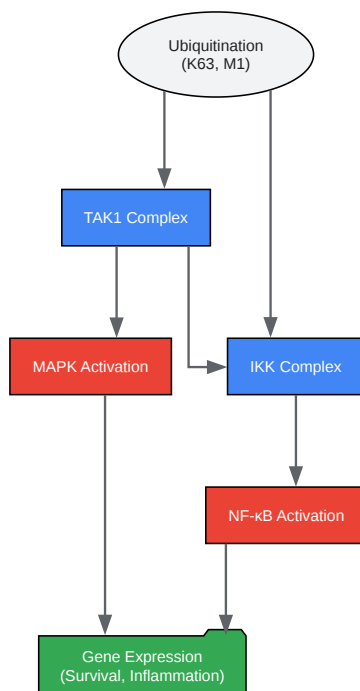 Ubiquitination
(K63, M1)
TAK1 Complex
MAPK Activation
IKK Complex
NF-κB Activation
Gene Expression
(Survival, Inflammation)